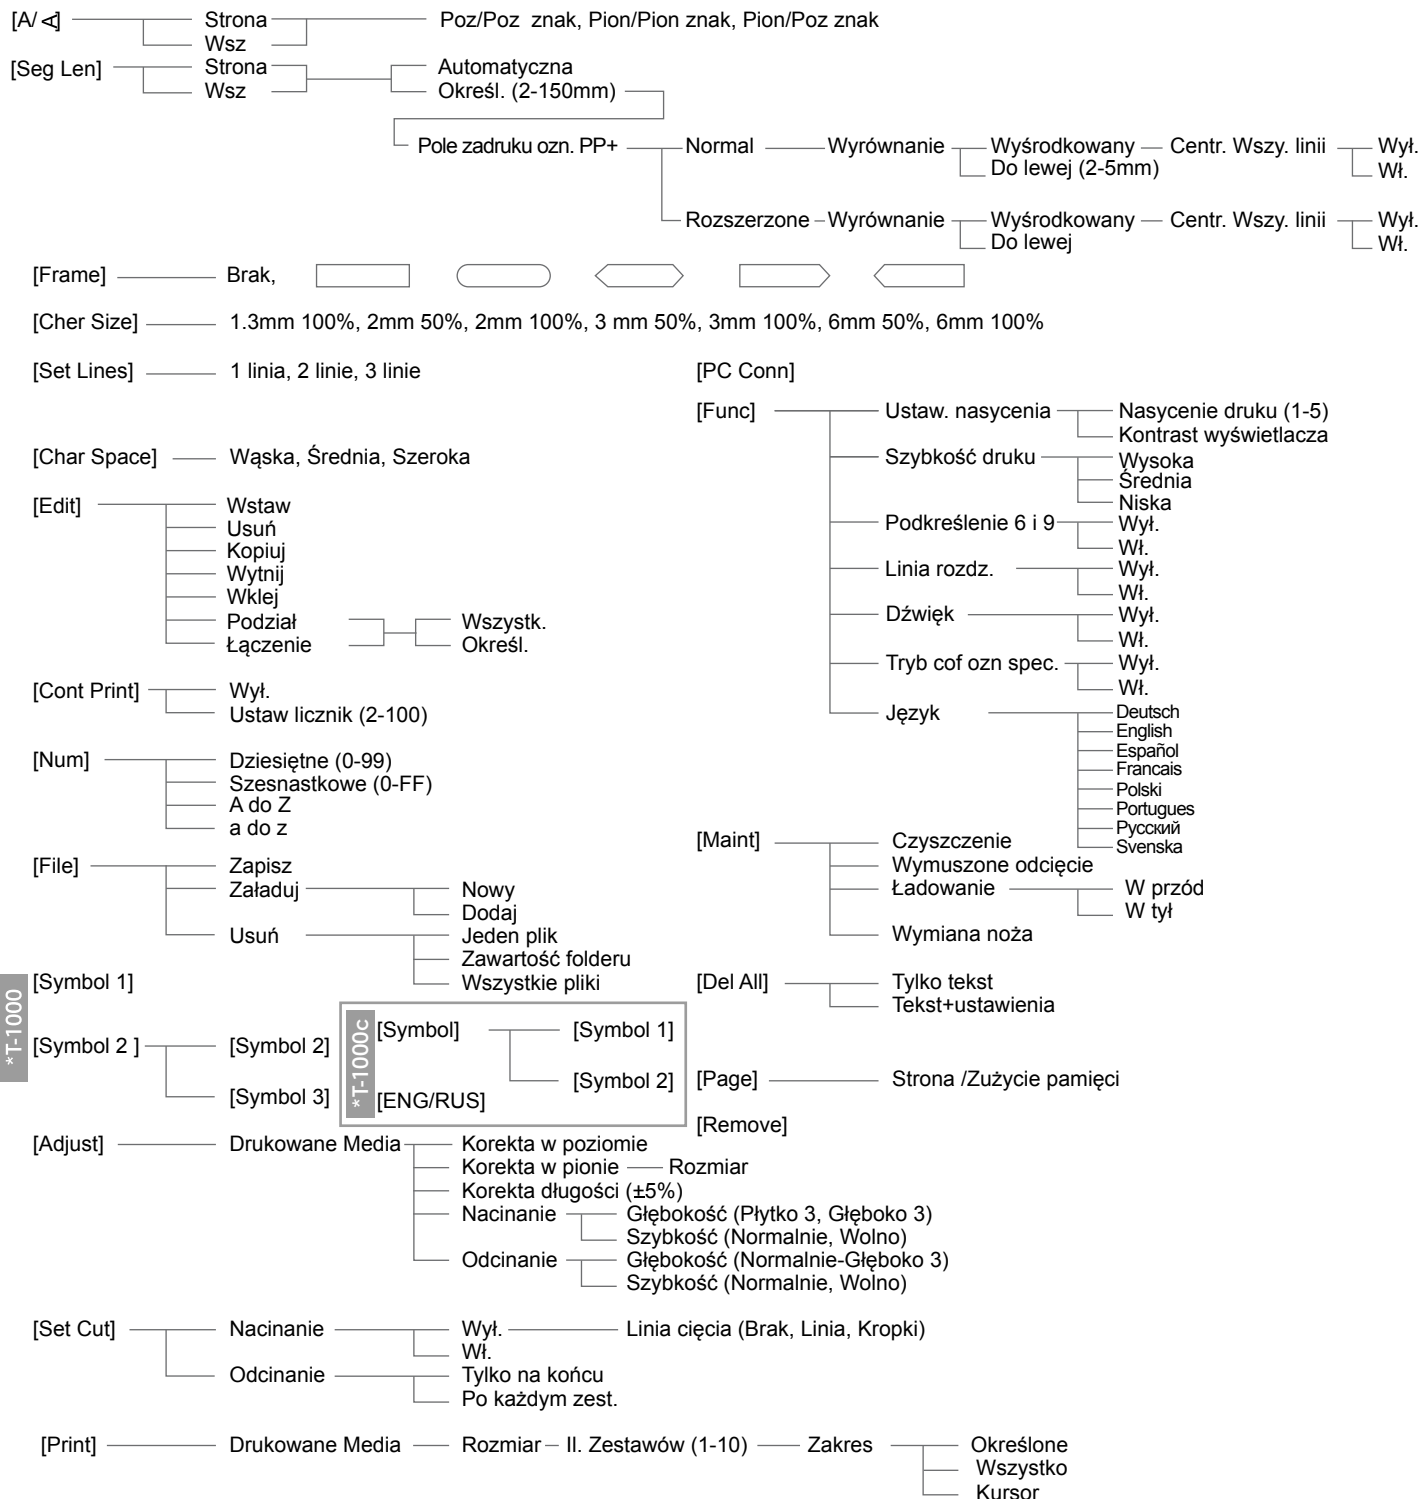 [A/ ∢] Strona Poz/Poz znak, Pion/Pion znak, Pion/Poz znak
Wsz
[Seg Len] Strona Automatyczna
Wsz Określ. (2-150mm)
Pole zadruku ozn. PP+ Normal Wyrównanie Wyśrodkowany Centr. Wszy. linii Wył.
Do lewej (2-5mm) Wł.
Rozszerzone Wyrównanie Wyśrodkowany Centr. Wszy. linii Wył.
Do lewej Wł.
[Frame] Brak,
[Cher Size] 1.3mm 100%, 2mm 50%, 2mm 100%, 3 mm 50%, 3mm 100%, 6mm 50%, 6mm 100%
[Set Lines] 1 linia, 2 linie, 3 linie
[Char Space] Wąska, Średnia, Szeroka
[Edit] Wstaw
Usuń
Kopiuj
Wytnij
Wklej
Podział Wszystk.
Łączenie Określ.
[Cont Print] Wył.
Ustaw licznik (2-100)
[Num] Dziesiętne (0-99)
Szesnastkowe (0-FF)
A do Z
a do z
[File] Zapisz
Załaduj Nowy
Dodaj
Usuń Jeden plik
Zawartość folderu
Wszystkie pliki
*T-1000
[Symbol 1]
[Symbol 2 ] [Symbol 2]
[Symbol 3]
*T-1000c
[Symbol] [Symbol 1]
[Symbol 2]
[ENG/RUS]
[PC Conn]
[Func] Ustaw. nasycenia Nasycenie druku (1-5)
Kontrast wyświetlacza
Szybkość druku Wysoka
Średnia
Niska
Podkreślenie 6 i 9 Wył.
Wł.
Linia rozdz. Wył.
Wł.
Dźwięk Wył.
Wł.
Tryb cof ozn spec. Wył.
Wł.
Język Deutsch
English
Español
Francais
Polski
Portugues
Русский
Svenska
[Maint] Czyszczenie
Wymuszone odcięcie
Ładowanie W przód
W tył
Wymiana noża
[Del All] Tylko tekst
Tekst+ustawienia
[Page] Strona /Zużycie pamięci
[Remove]
[Adjust] Drukowane Media Korekta w poziomie
Korekta w pionie Rozmiar
Korekta długości (±5%)
Nacinanie Głębokość (Płytko 3, Głęboko 3)
Szybkość (Normalnie, Wolno)
Odcinanie Głębokość (Normalnie-Głęboko 3)
Szybkość (Normalnie, Wolno)
[Set Cut] Nacinanie Wył. Linia cięcia (Brak, Linia, Kropki)
Wł.
Odcinanie Tylko na końcu
Po każdym zest.
[Print] Drukowane Media Rozmiar Il. Zestawów (1-10) Zakres Określone
Wszystko
Kursor